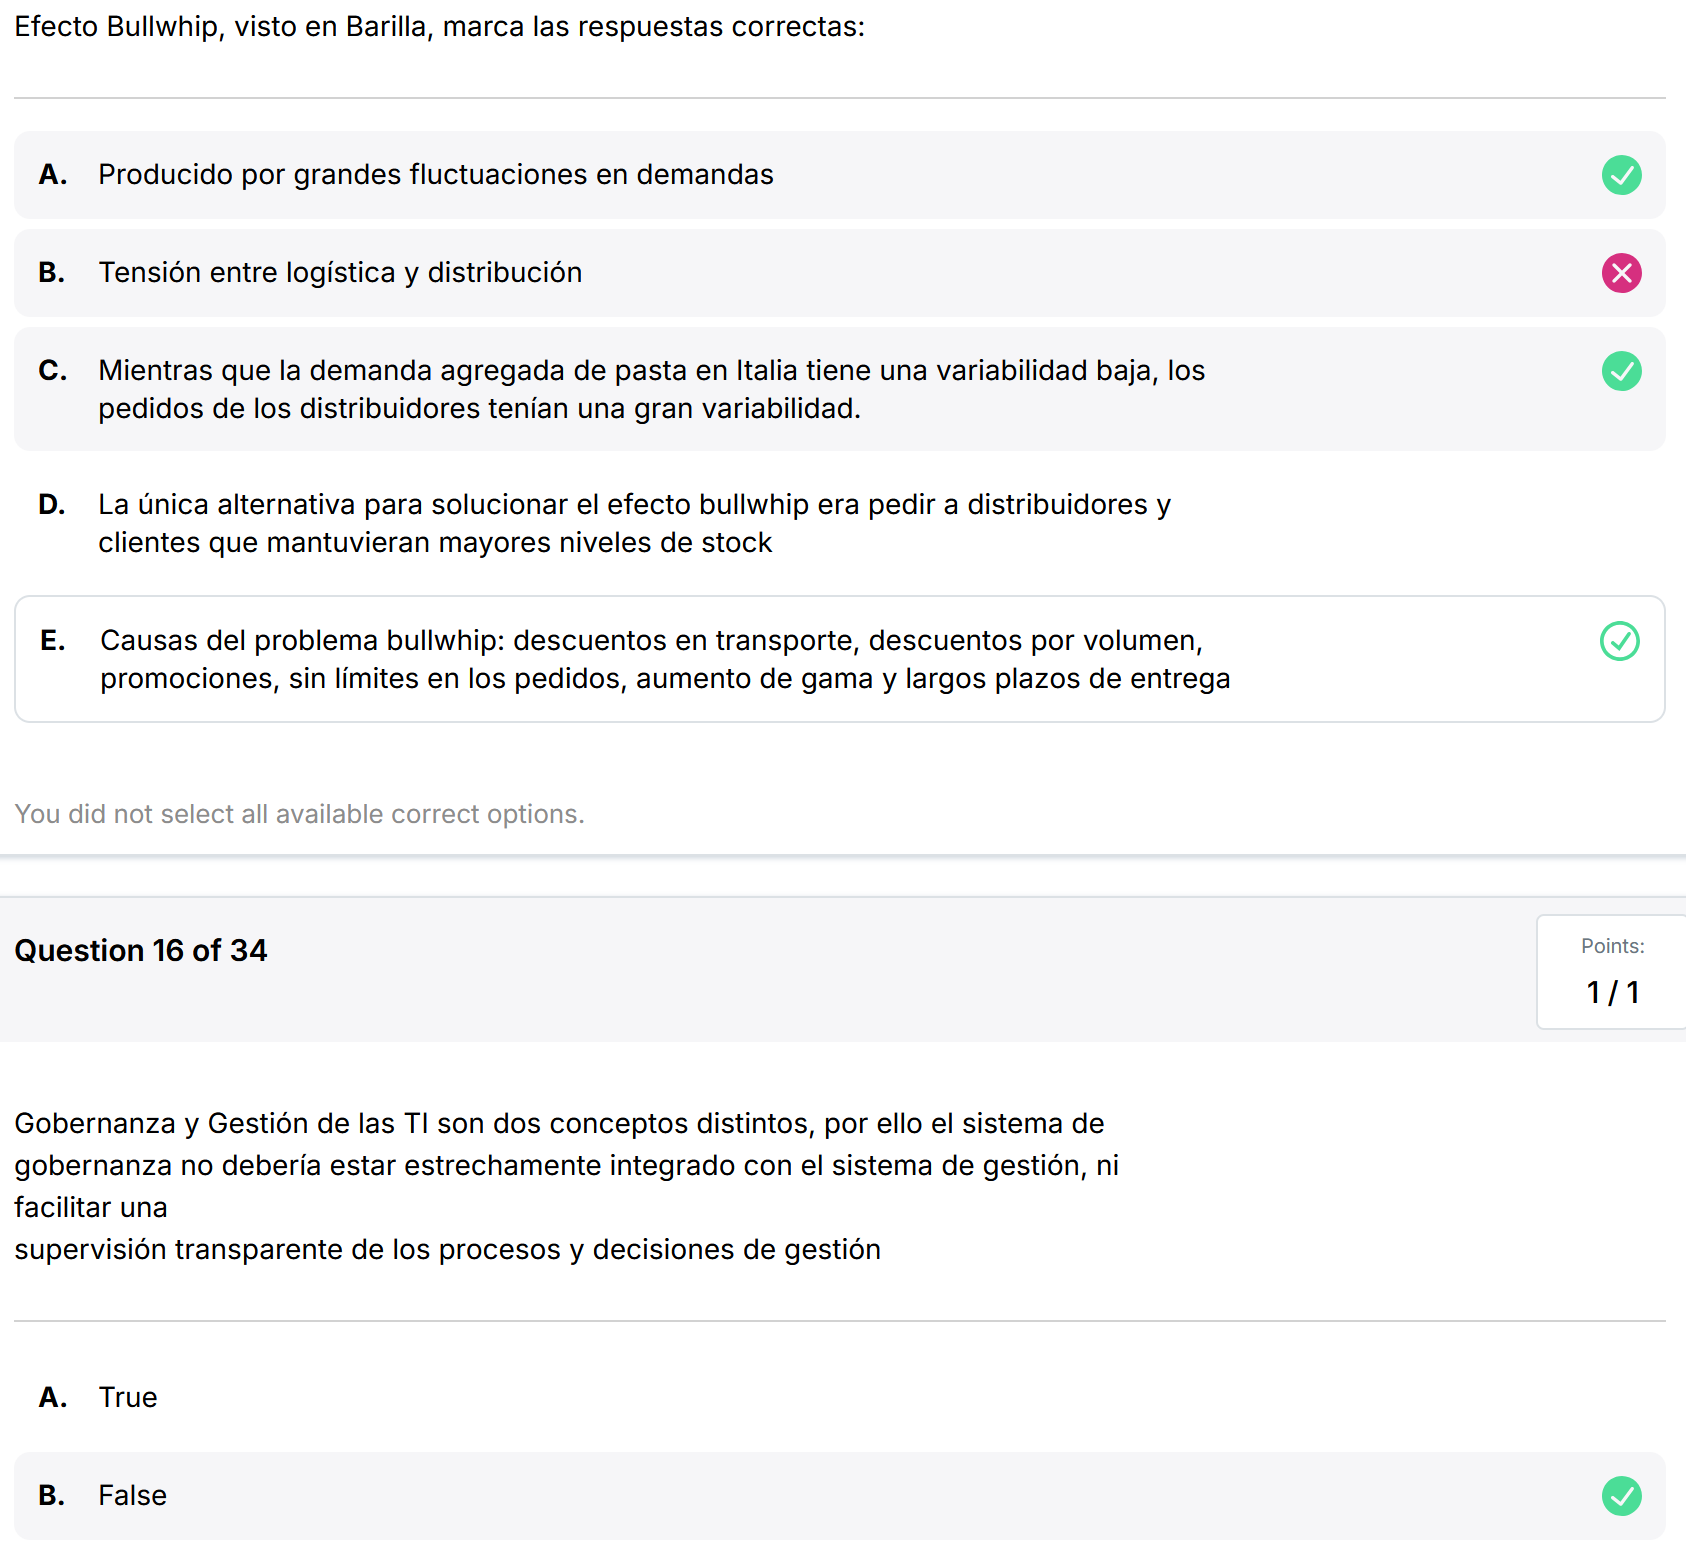 Efecto Bullwhip, visto en Barilla, marca las respuestas correctas:
A. Producido por grandes fluctuaciones en demandas
B. Tensión entre logística y distribución
C. Mientras que la demanda agregada de pasta en Italia tiene una variabilidad baja, los
pedidos de los distribuidores tenían una gran variabilidad.
D. La única alternativa para solucionar el efecto bullwhip era pedir a distribuidores y
clientes que mantuvieran mayores niveles de stock
E. Causas del problema bullwhip: descuentos en transporte, descuentos por volumen,
promociones, sin límites en los pedidos, aumento de gama y largos plazos de entrega
You did not select all available correct options.
Question 16 of 34
Points:
1 / 1
Gobernanza y Gestión de las TI son dos conceptos distintos, por ello el sistema de
gobernanza no debería estar estrechamente integrado con el sistema de gestión, ni
facilitar una
supervisión transparente de los procesos y decisiones de gestión
A. True
B. False